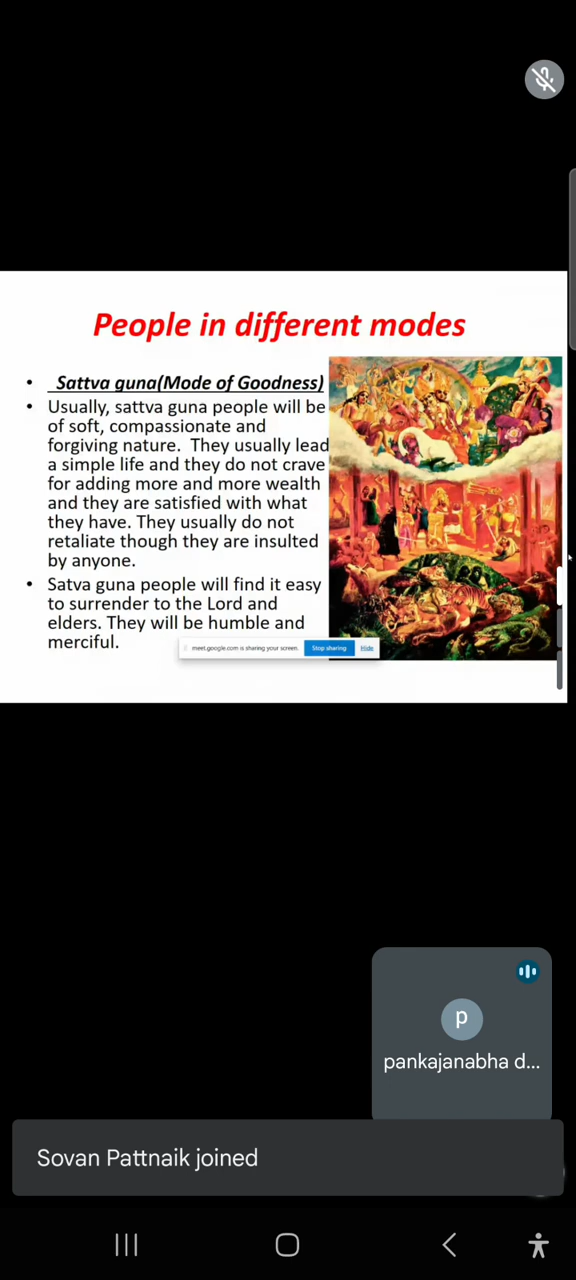 People in different modes
• Sattva guna(Mode of Goodness)
• Usually, sattva guna people will be
of soft, compassionate and
forgiving nature. They usually lead
a simple life and they do not crave
for adding more and more wealth
and they are satisfied with what
they have. They usually do not
retaliate though they are insulted
by anyone.
• Satva guna people will find it easy
to surrender to the Lord and
elders. They will be humble and
merciful.
meet.google.com is sharing your screen. Stop sharing Hide
p
pankajanabha d...
Sovan Pattnaik joined